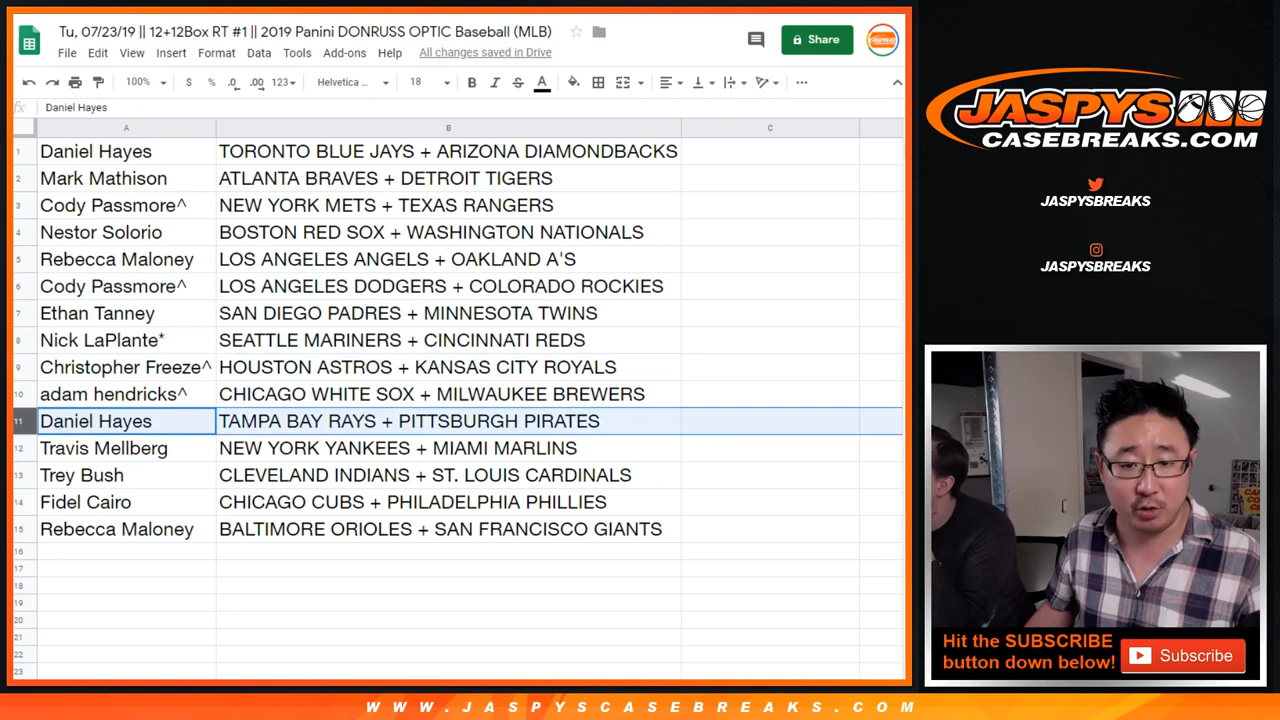 Tu, 07/23/19 || 12+12Box RT #1 || 2019 Panini DONRUSS OPTIC Baseball (MLB)
File Edit View Insert Format Data Tools Add-ons Help All changes saved in Drive
Share
100% $ % .0 .00 123 Helvetica ... 18 B I S A
fx Daniel Hayes
A B C
1 Daniel Hayes TORONTO BLUE JAYS + ARIZONA DIAMONDBACKS
2 Mark Mathison ATLANTA BRAVES + DETROIT TIGERS
3 Cody Passmore^ NEW YORK METS + TEXAS RANGERS
4 Nestor Solorio BOSTON RED SOX + WASHINGTON NATIONALS
5 Rebecca Maloney LOS ANGELES ANGELS + OAKLAND A'S
6 Cody Passmore^ LOS ANGELES DODGERS + COLORADO ROCKIES
7 Ethan Tanney SAN DIEGO PADRES + MINNESOTA TWINS
8 Nick LaPlante* SEATTLE MARINERS + CINCINNATI REDS
9 Christopher Freeze^ HOUSTON ASTROS + KANSAS CITY ROYALS
10 adam hendricks^ CHICAGO WHITE SOX + MILWAUKEE BREWERS
11 Daniel Hayes TAMPA BAY RAYS + PITTSBURGH PIRATES
12 Travis Mellberg NEW YORK YANKEES + MIAMI MARLINS
13 Trey Bush CLEVELAND INDIANS + ST. LOUIS CARDINALS
14 Fidel Cairo CHICAGO CUBS + PHILADELPHIA PHILLIES
15 Rebecca Maloney BALTIMORE ORIOLES + SAN FRANCISCO GIANTS
16
17
18
19
20
21
22
23
JASPYS
CASEBREAKS.COM
JASPYSBREAKS
JASPYSBREAKS
Hit the SUBSCRIBE
button down below!
Subscribe
WWW.JASPYSCASEBREAKS.COM